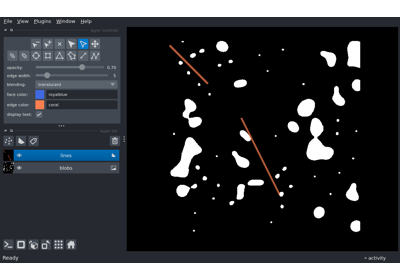 File View Plugins Window Help
opacity: 0.70
edge width: 5
blending: translucent
face color: royalblue
edge color: coral
display text:
lines
blobs
Ready
activity